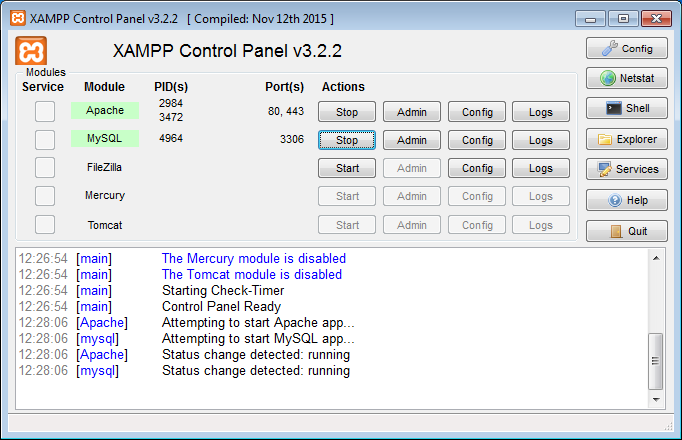 XAMPP Control Panel v3.2.2 [ Compiled: Nov 12th 2015 ]
XAMPP Control Panel v3.2.2
Config
Modules
Service Module PID(s) Port(s) Actions
Netstat
Apache 2984 3472 80, 443 Stop Admin Config Logs
Shell
MySQL 4964 3306 Stop Admin Config Logs
Explorer
FileZilla Start Admin Config Logs
Services
Mercury Start Admin Config Logs
Help
Tomcat Start Admin Config Logs
Quit
12:26:54 [main] The Mercury module is disabled
12:26:54 [main] The Tomcat module is disabled
12:26:54 [main] Starting Check-Timer
12:26:54 [main] Control Panel Ready
12:28:06 [Apache] Attempting to start Apache app...
12:28:06 [mysql] Attempting to start MySQL app...
12:28:06 [Apache] Status change detected: running
12:28:06 [mysql] Status change detected: running